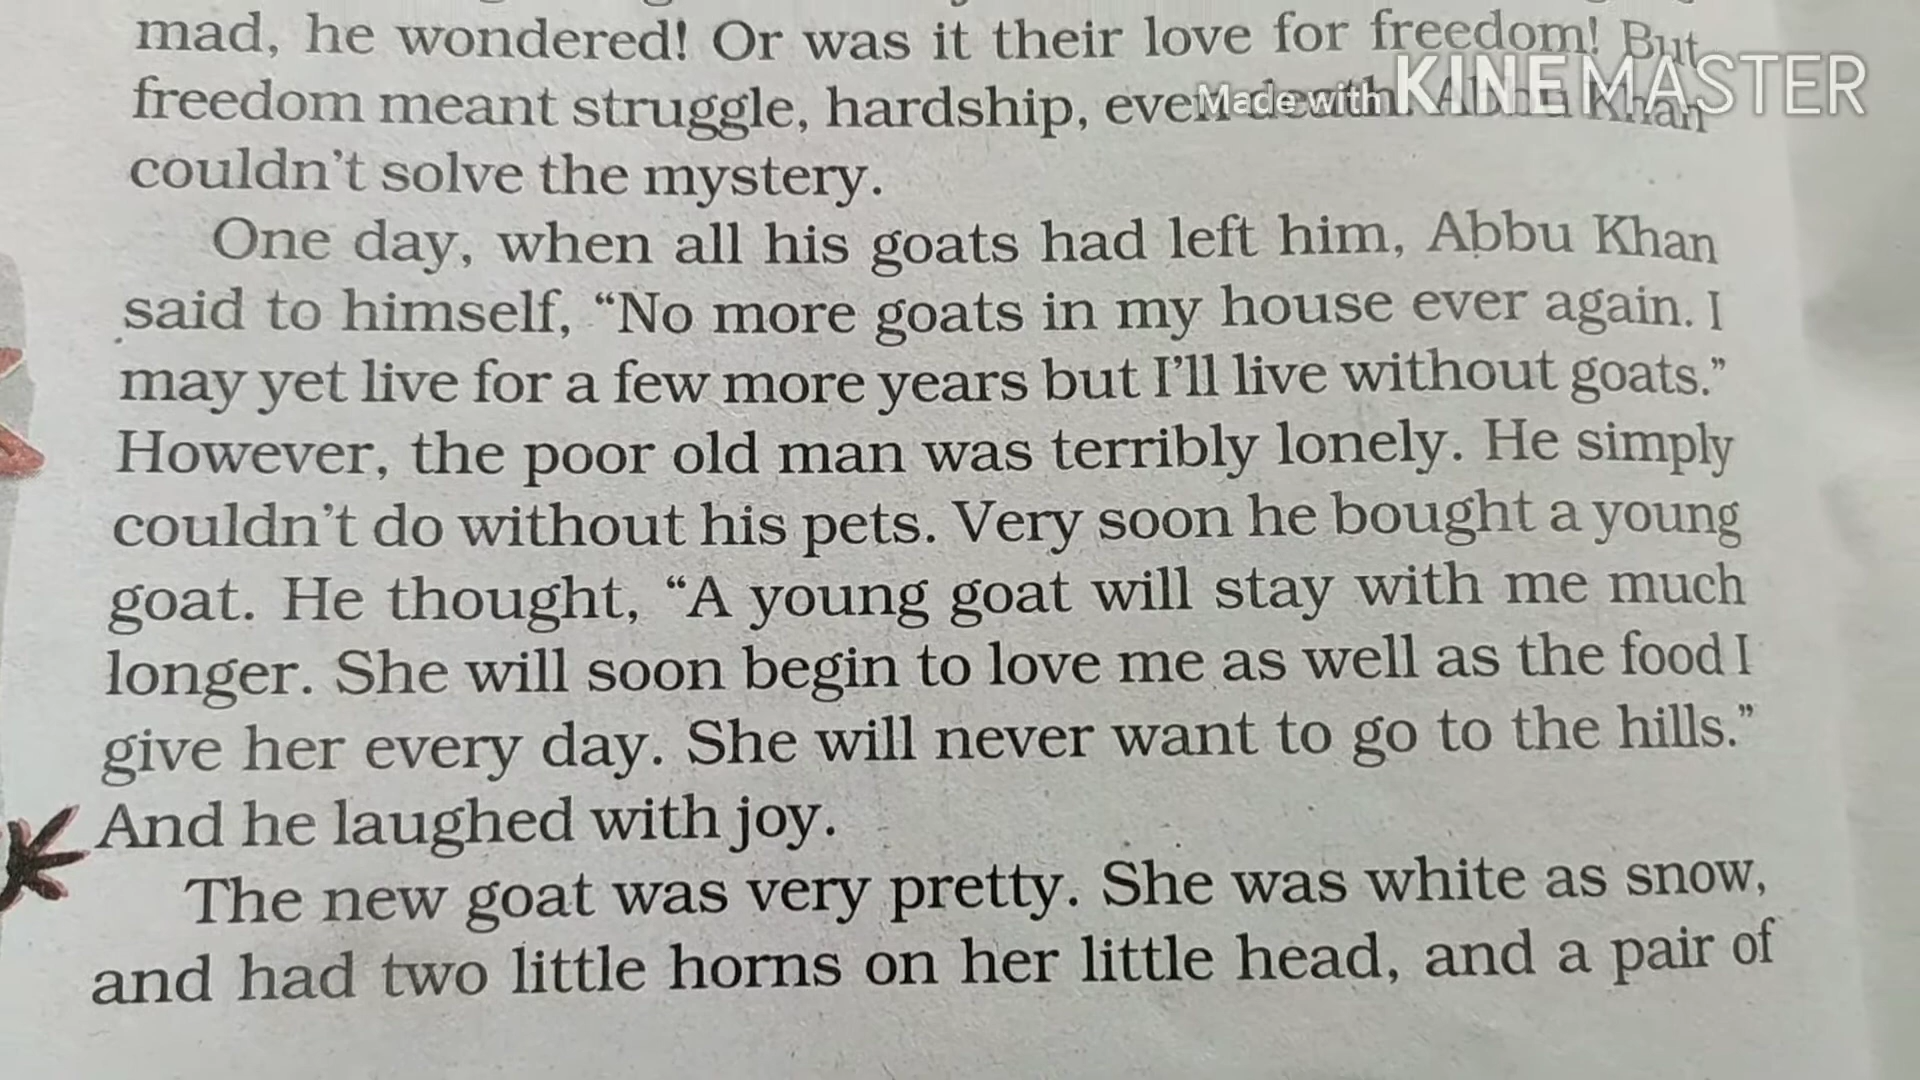 mad, he wondered! Or was it their love for freedom! But
freedom meant struggle, hardship, even death. Abbu Khan
Made with KINEMASTER
couldn't solve the mystery.
One day, when all his goats had left him, Abbu Khan
said to himself, “No more goats in my house ever again. I
may yet live for a few more years but I’ll live without goats.”
However, the poor old man was terribly lonely. He simply
couldn’t do without his pets. Very soon he bought a young
goat. He thought, “A young goat will stay with me much
longer. She will soon begin to love me as well as the food I
give her every day. She will never want to go to the hills.”
And he laughed with joy.
The new goat was very pretty. She was white as snow,
and had two little horns on her little head, and a pair of